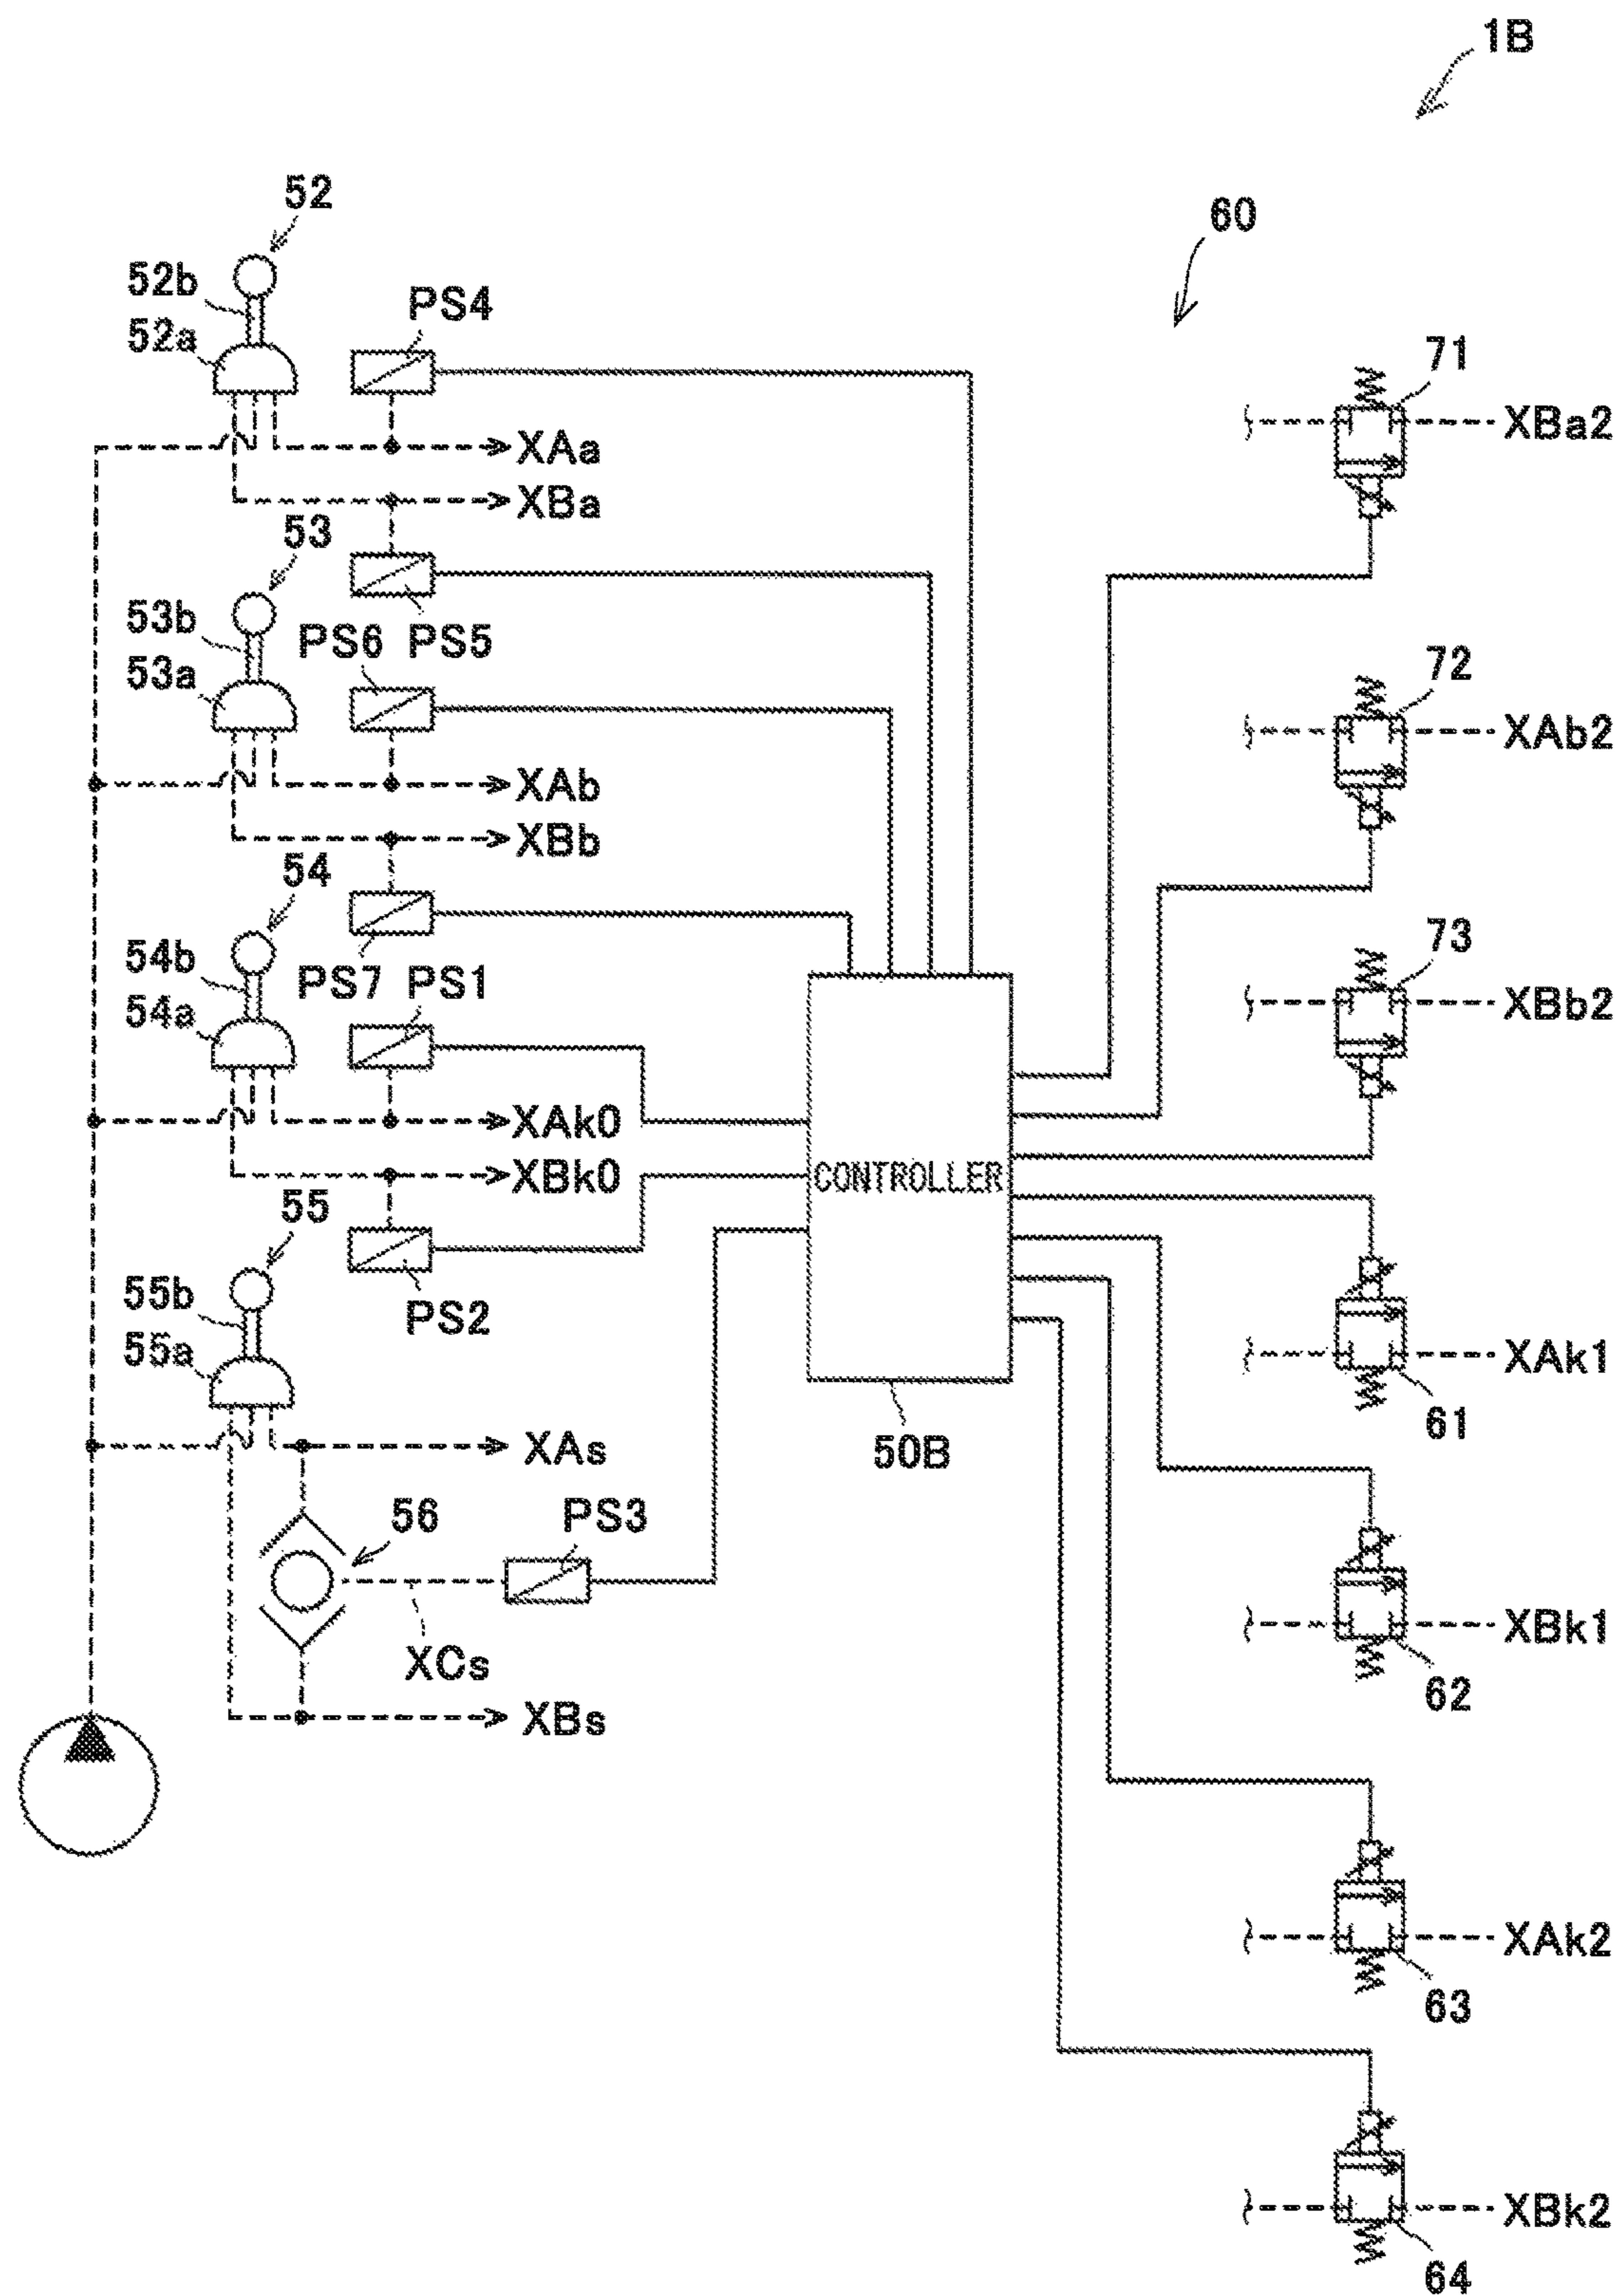 1B
60
52
52b
52a
PS4
XAa
XBa
53
53b
53a
PS6 PS5
XAb
XBb
54
54b
54a
PS7 PS1
XAk0
XBk0
55
55b
55a
PS2
XAs
56
PS3
XCs
XBs
CONTROLLER
50B
71
XBa2
72
XAb2
73
XBb2
XAk1
61
XBk1
62
XAk2
63
XBk2
64